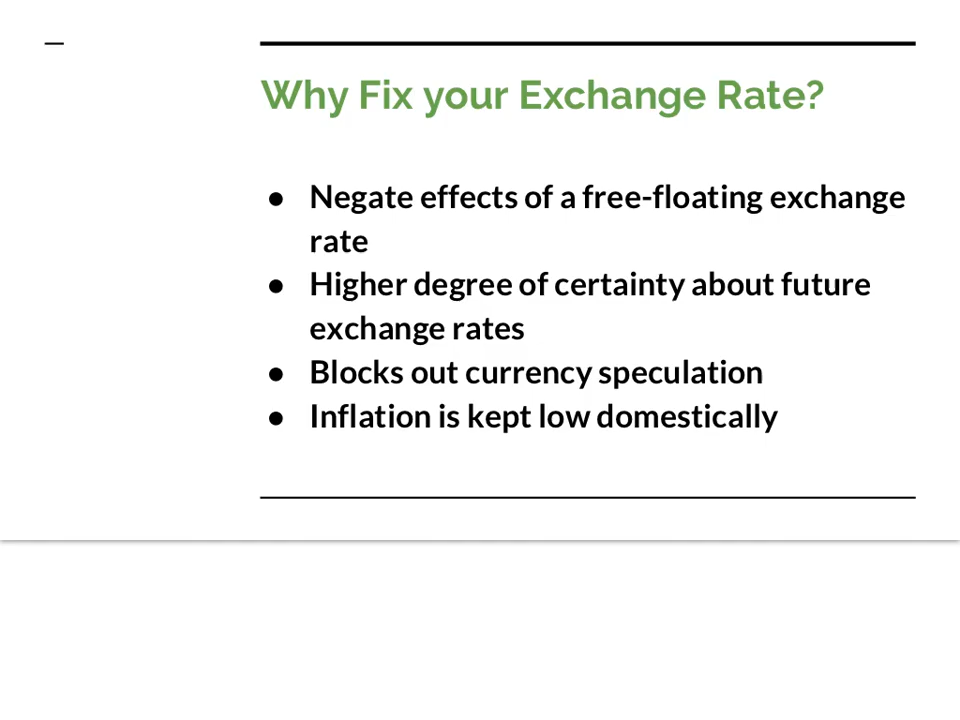 Why Fix your Exchange Rate?
● Negate effects of a free-floating exchange
rate
● Higher degree of certainty about future
exchange rates
● Blocks out currency speculation
● Inflation is kept low domestically